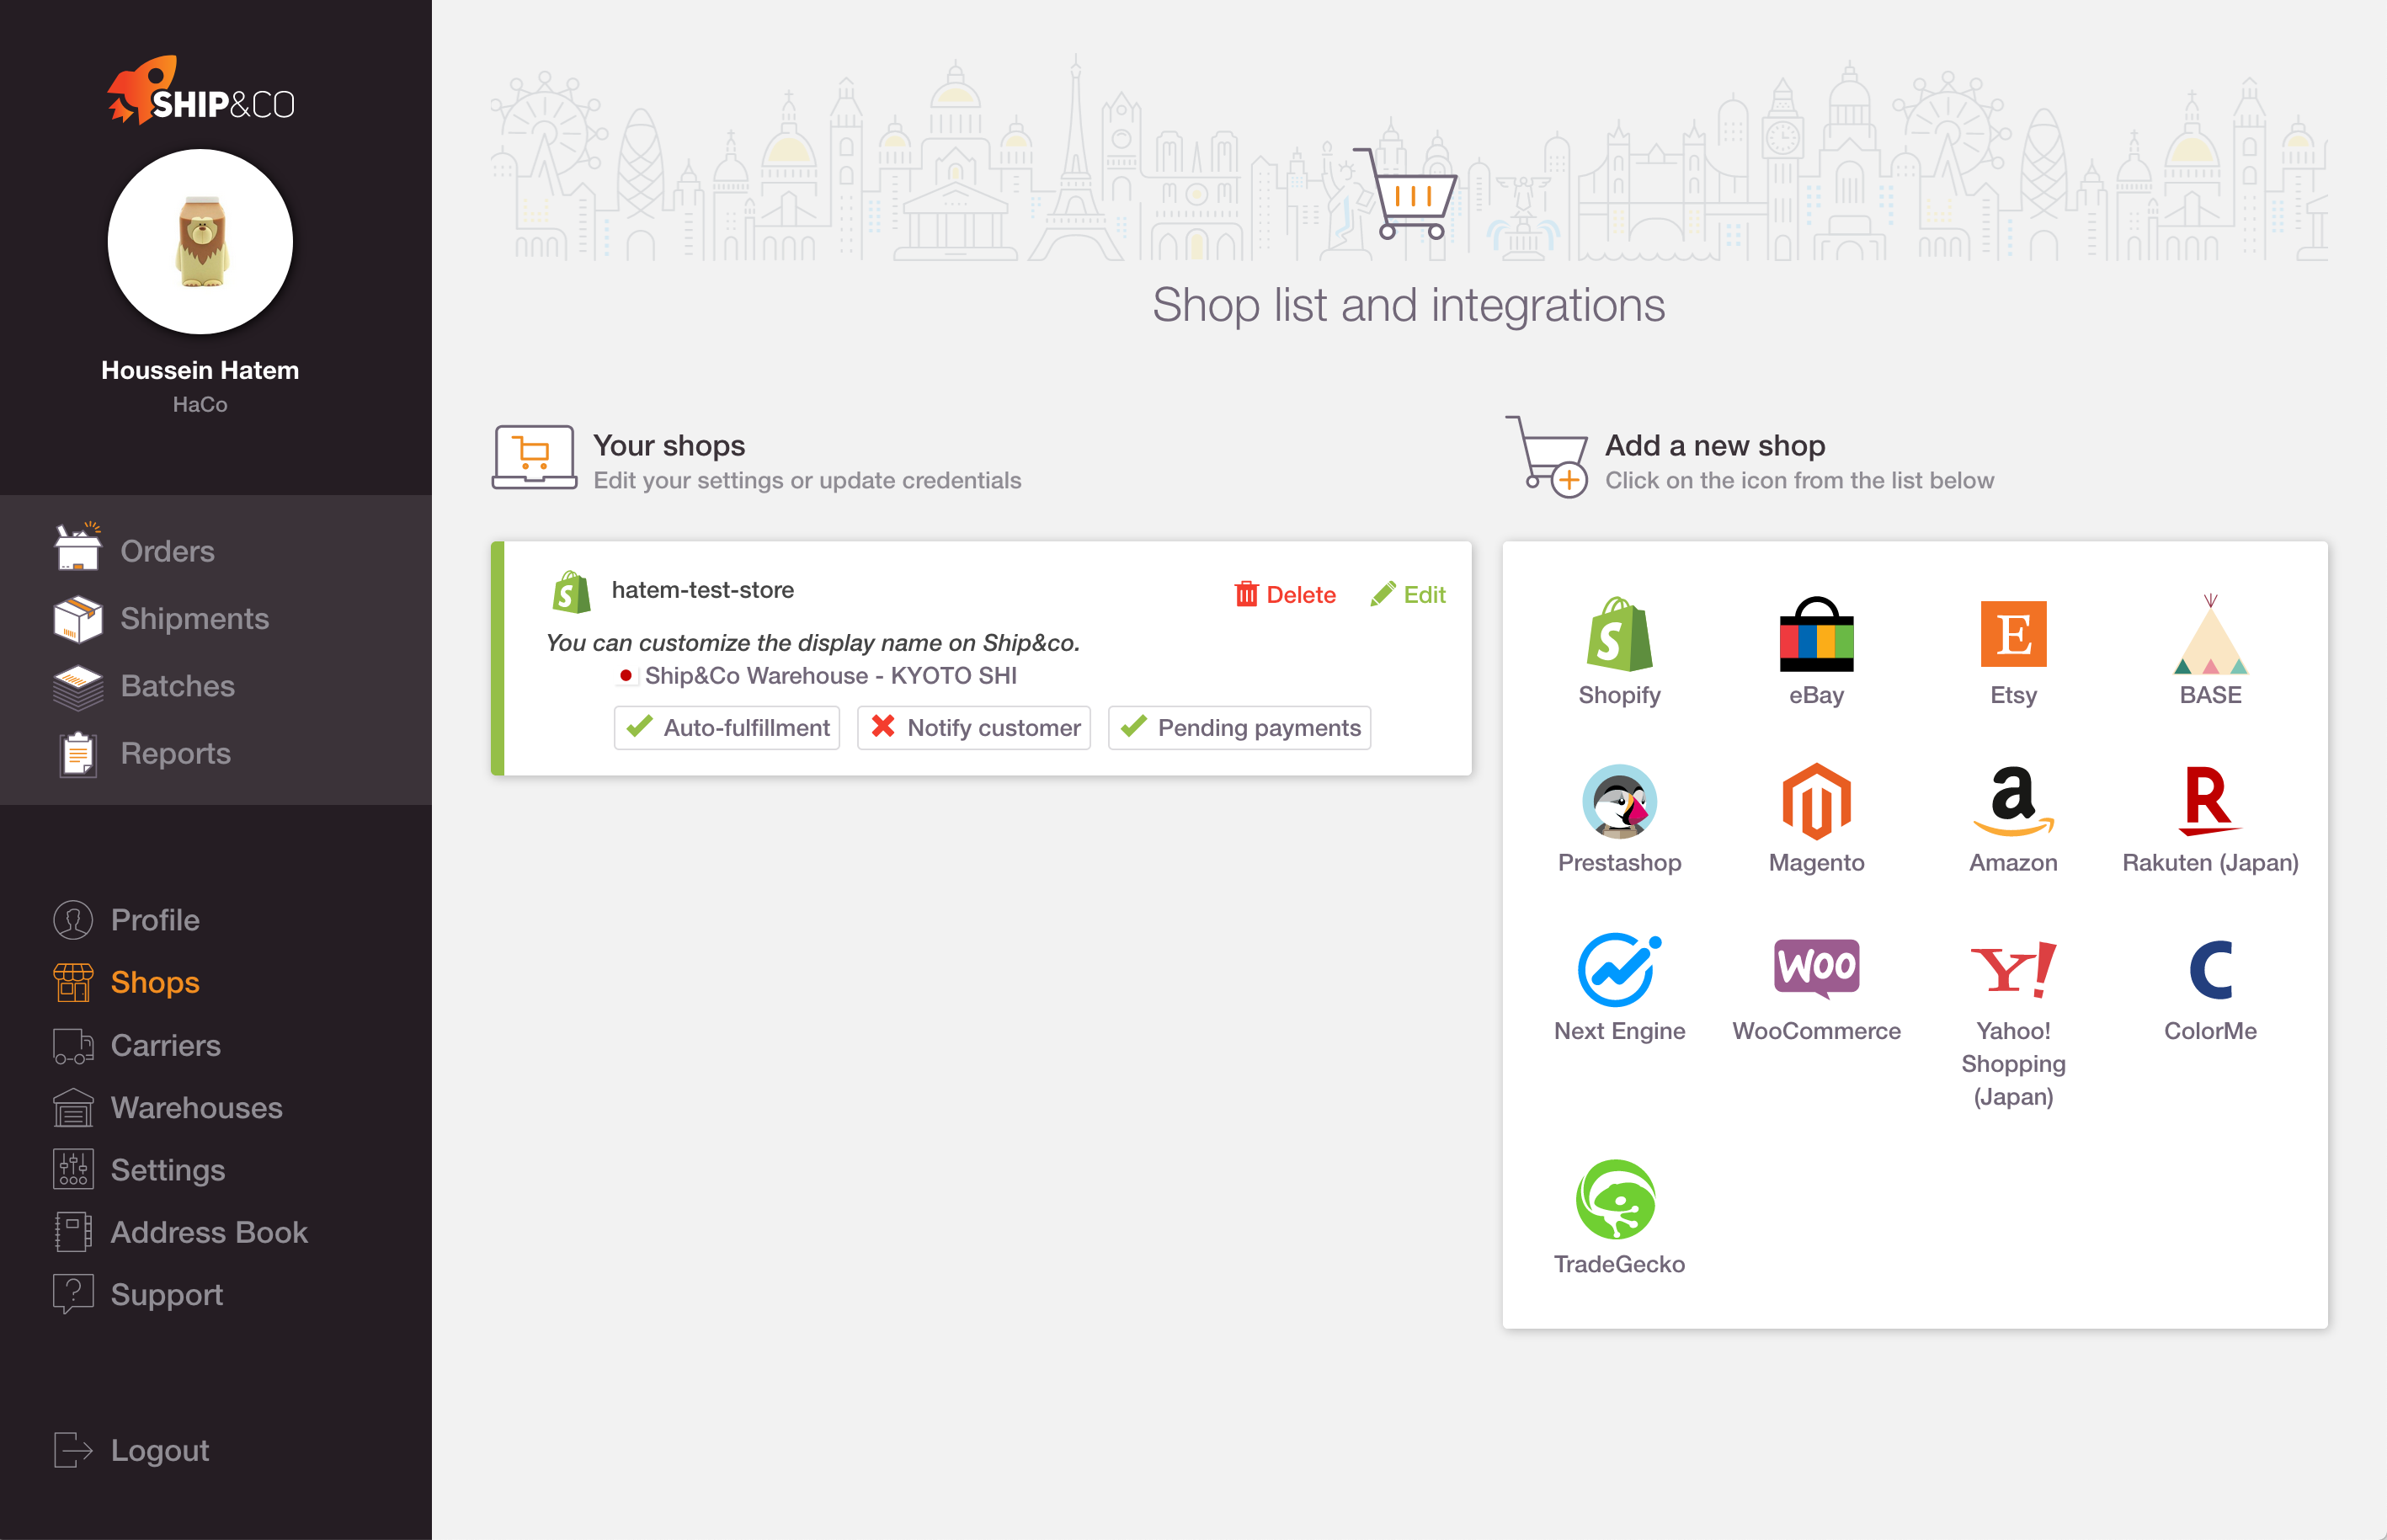 SHIP&CO
Houssein Hatem
HaCo
Orders
Shipments
Batches
Reports
Profile
Shops
Carriers
Warehouses
Settings
Address Book
Support
Logout
Shop list and integrations
Your shops
Edit your settings or update credentials
hatem-test-store
Delete
Edit
You can customize the display name on Ship&co.
Ship&Co Warehouse - KYOTO SHI
Auto-fulfillment
Notify customer
Pending payments
Add a new shop
Click on the icon from the list below
Shopify
eBay
E
Etsy
BASE
Prestashop
Magento
a
Amazon
R
Rakuten (Japan)
Next Engine
Woo
WooCommerce
Y!
Yahoo!
Shopping
(Japan)
C
ColorMe
TradeGecko